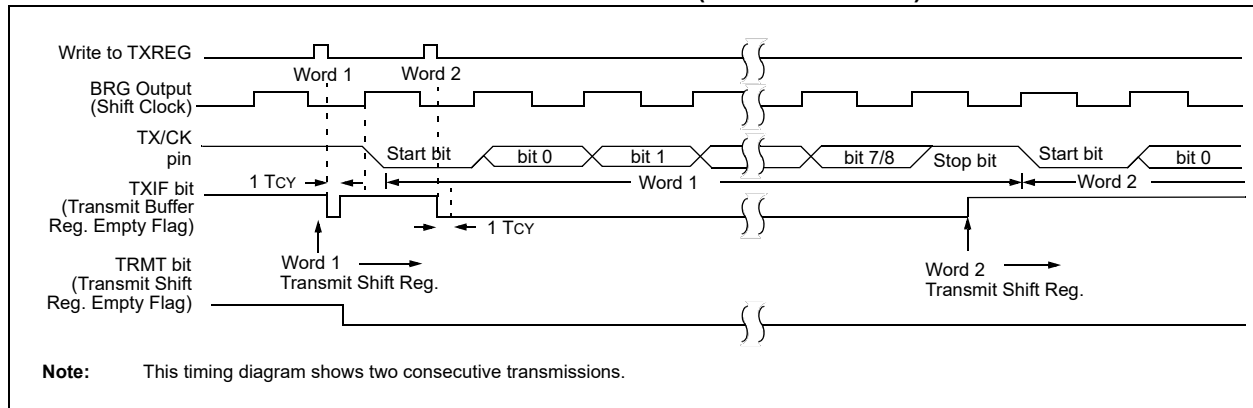 Write to TXREG
Word 1
Word 2
BRG Output
(Shift Clock)
TX/CK
pin
Start bit
bit 0
bit 1
bit 7/8
Stop bit
Start bit
bit 0
1 TCY
Word 1
Word 2
TXIF bit
(Transmit Buffer
Reg. Empty Flag)
1 TCY
Word 1
Transmit Shift Reg.
Word 2
Transmit Shift Reg.
TRMT bit
(Transmit Shift
Reg. Empty Flag)
Note: This timing diagram shows two consecutive transmissions.